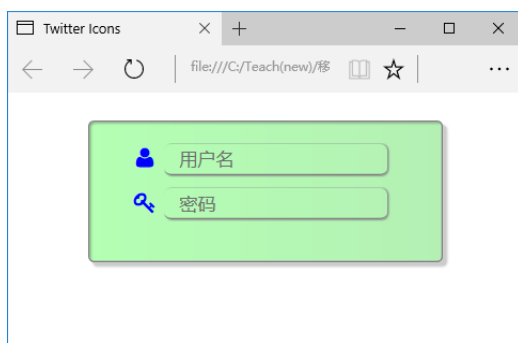 Twitter Icons
file:///C:/Teach(new)/移
用户名
密码